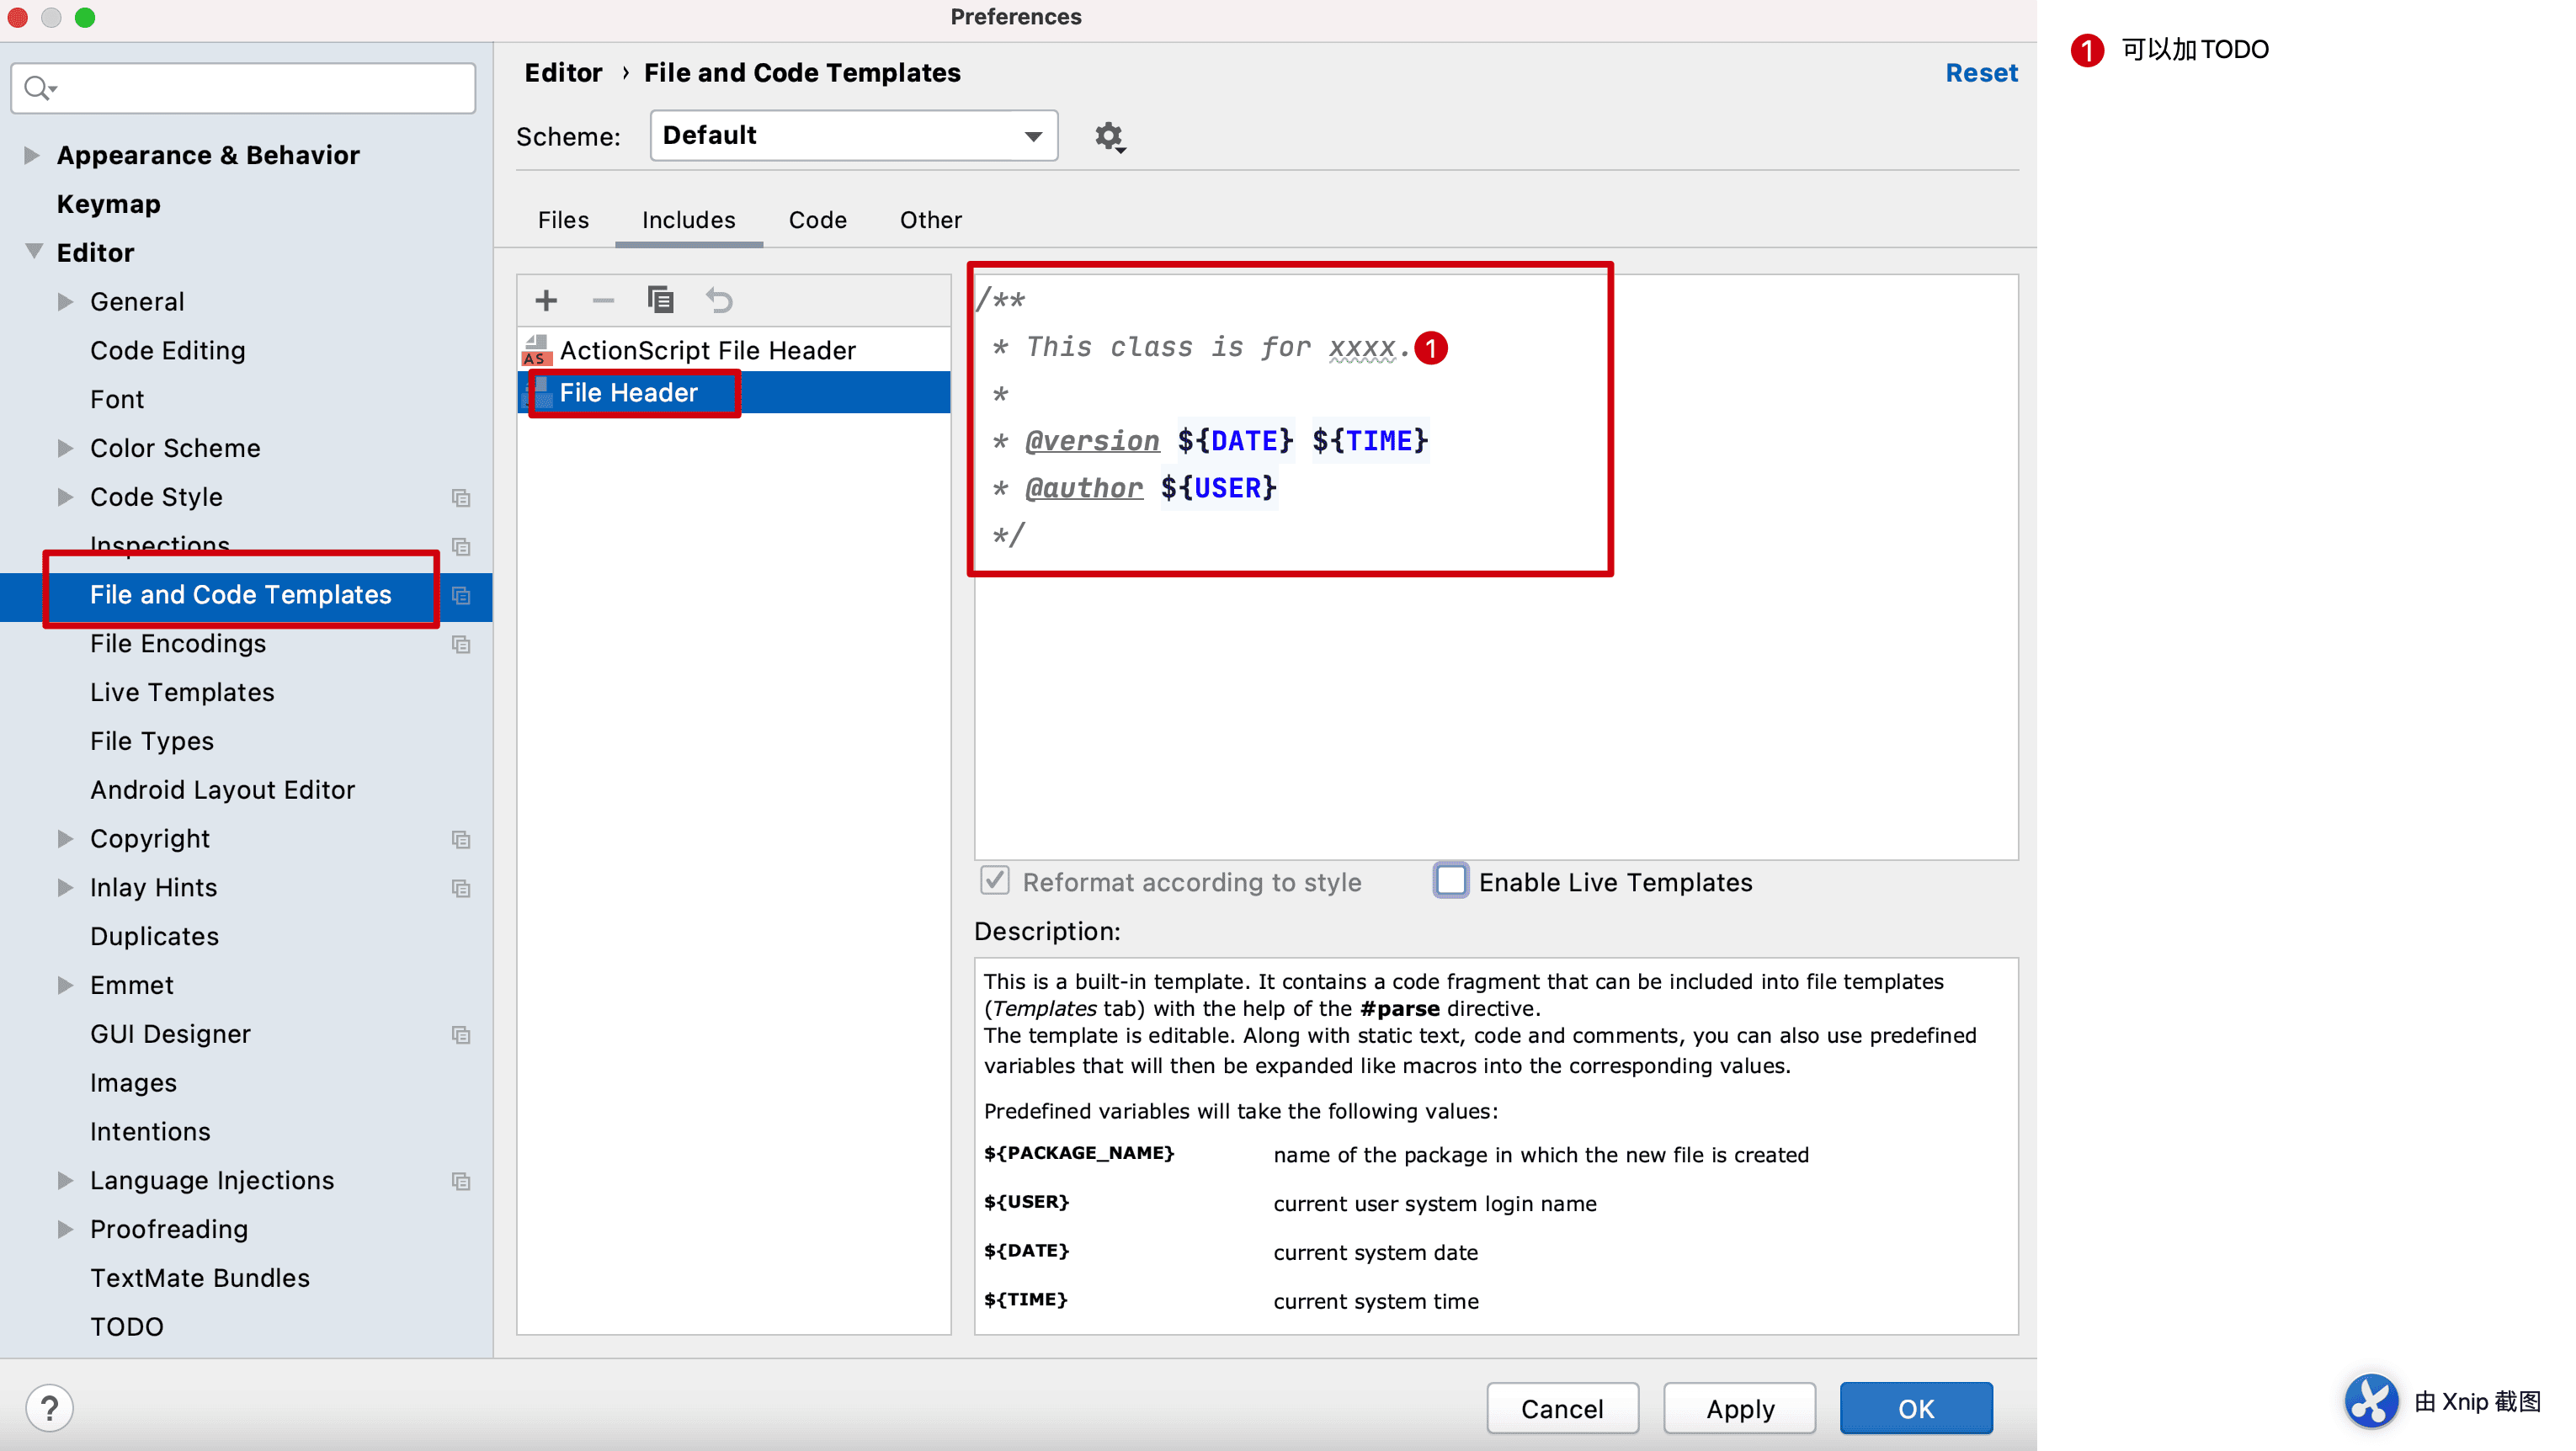 Preferences
Appearance & Behavior
Keymap
Editor
General
Code Editing
Font
Color Scheme
Code Style
Inspections
File and Code Templates
File Encodings
Live Templates
File Types
Android Layout Editor
Copyright
Inlay Hints
Duplicates
Emmet
GUI Designer
Images
Intentions
Language Injections
Proofreading
TextMate Bundles
TODO
Editor › File and Code Templates
Reset
Scheme: Default
Files Includes Code Other
AS ActionScript File Header
File Header
/**
* This class is for xxxx. 1
*
* @version ${DATE} ${TIME}
* @author ${USER}
*/
Reformat according to style Enable Live Templates
Description:
This is a built-in template. It contains a code fragment that can be included into file templates
(Templates tab) with the help of the #parse directive.
The template is editable. Along with static text, code and comments, you can also use predefined
variables that will then be expanded like macros into the corresponding values.
Predefined variables will take the following values:
${PACKAGE_NAME} name of the package in which the new file is created
${USER} current user system login name
${DATE} current system date
${TIME} current system time
? Cancel Apply OK
1 可以加TODO
由 Xnip 截图